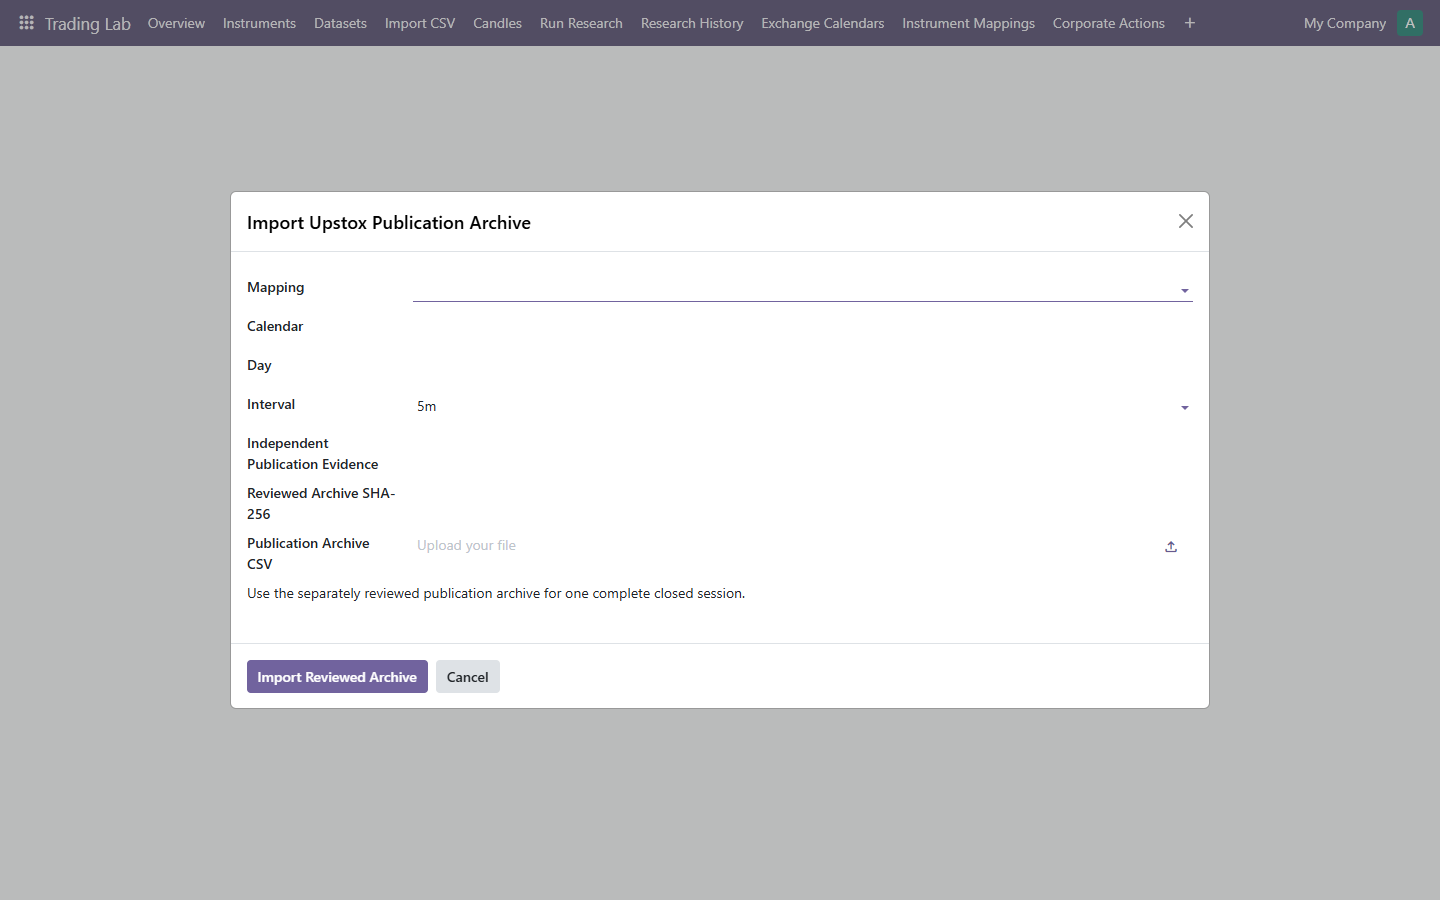 Trading Lab Overview Instruments Datasets Import CSV Candles Run Research Research History Exchange Calendars Instrument Mappings Corporate Actions + My Company A
Import Upstox Publication Archive
Mapping
Calendar
Day
Interval 5m
Independent
Publication Evidence
Reviewed Archive SHA-
256
Publication Archive Upload your file
CSV
Use the separately reviewed publication archive for one complete closed session.
Import Reviewed Archive Cancel